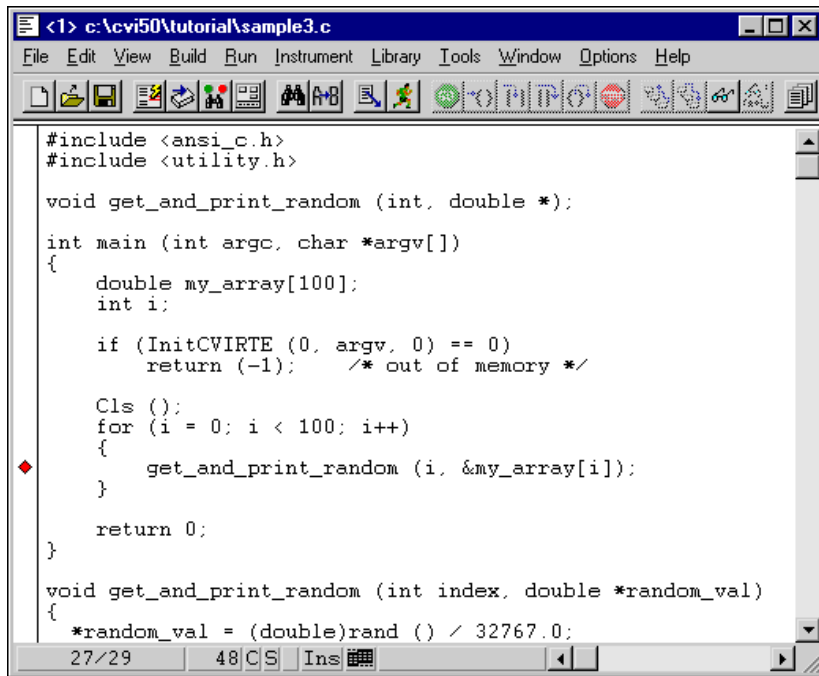 <1> c:\cvi50\tutorial\sample3.c
File Edit View Build Run Instrument Library Tools Window Options Help
#include <ansi_c.h>
#include <utility.h>
void get_and_print_random (int, double *);
int main (int argc, char *argv[])
{
    double my_array[100];
    int i;
    if (InitCVIRTE (0, argv, 0) == 0)
        return (-1);    /* out of memory */
    Cls ();
    for (i = 0; i < 100; i++)
    {
        get_and_print_random (i, &my_array[i]);
    }
    return 0;
}
void get_and_print_random (int index, double *random_val)
{
  *random_val = (double)rand () / 32767.0;
27/29 48 C S Ins